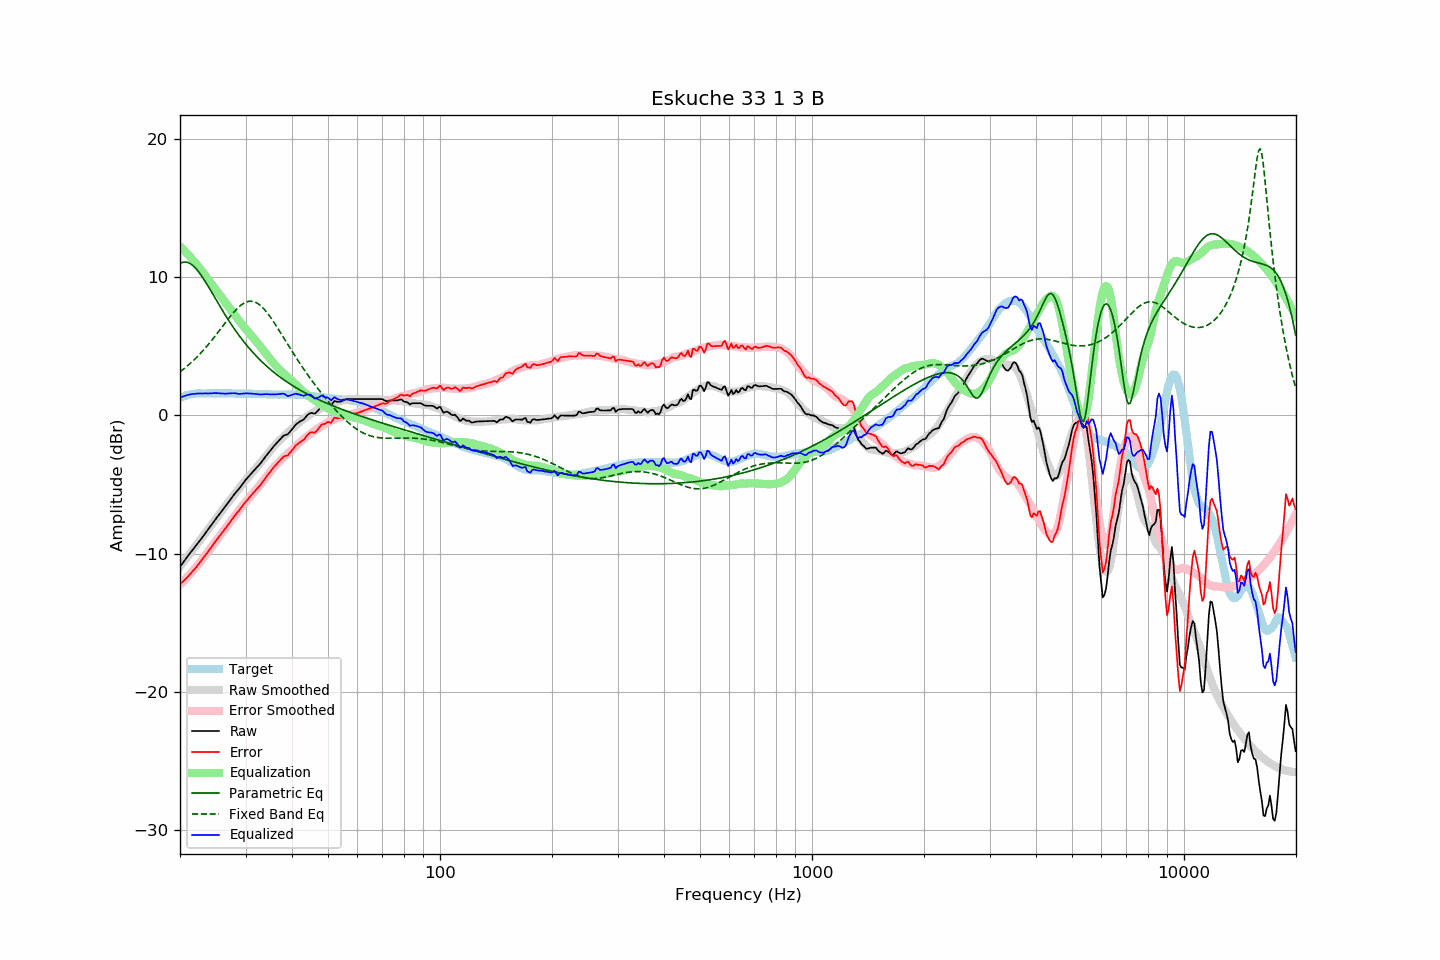 Eskuche 33 1 3 B
Amplitude (dBr)
20
10
0
−10
−20
−30
Target
Raw Smoothed
Error Smoothed
Raw
Error
Equalization
Parametric Eq
Fixed Band Eq
Equalized
100
1000
10000
Frequency (Hz)